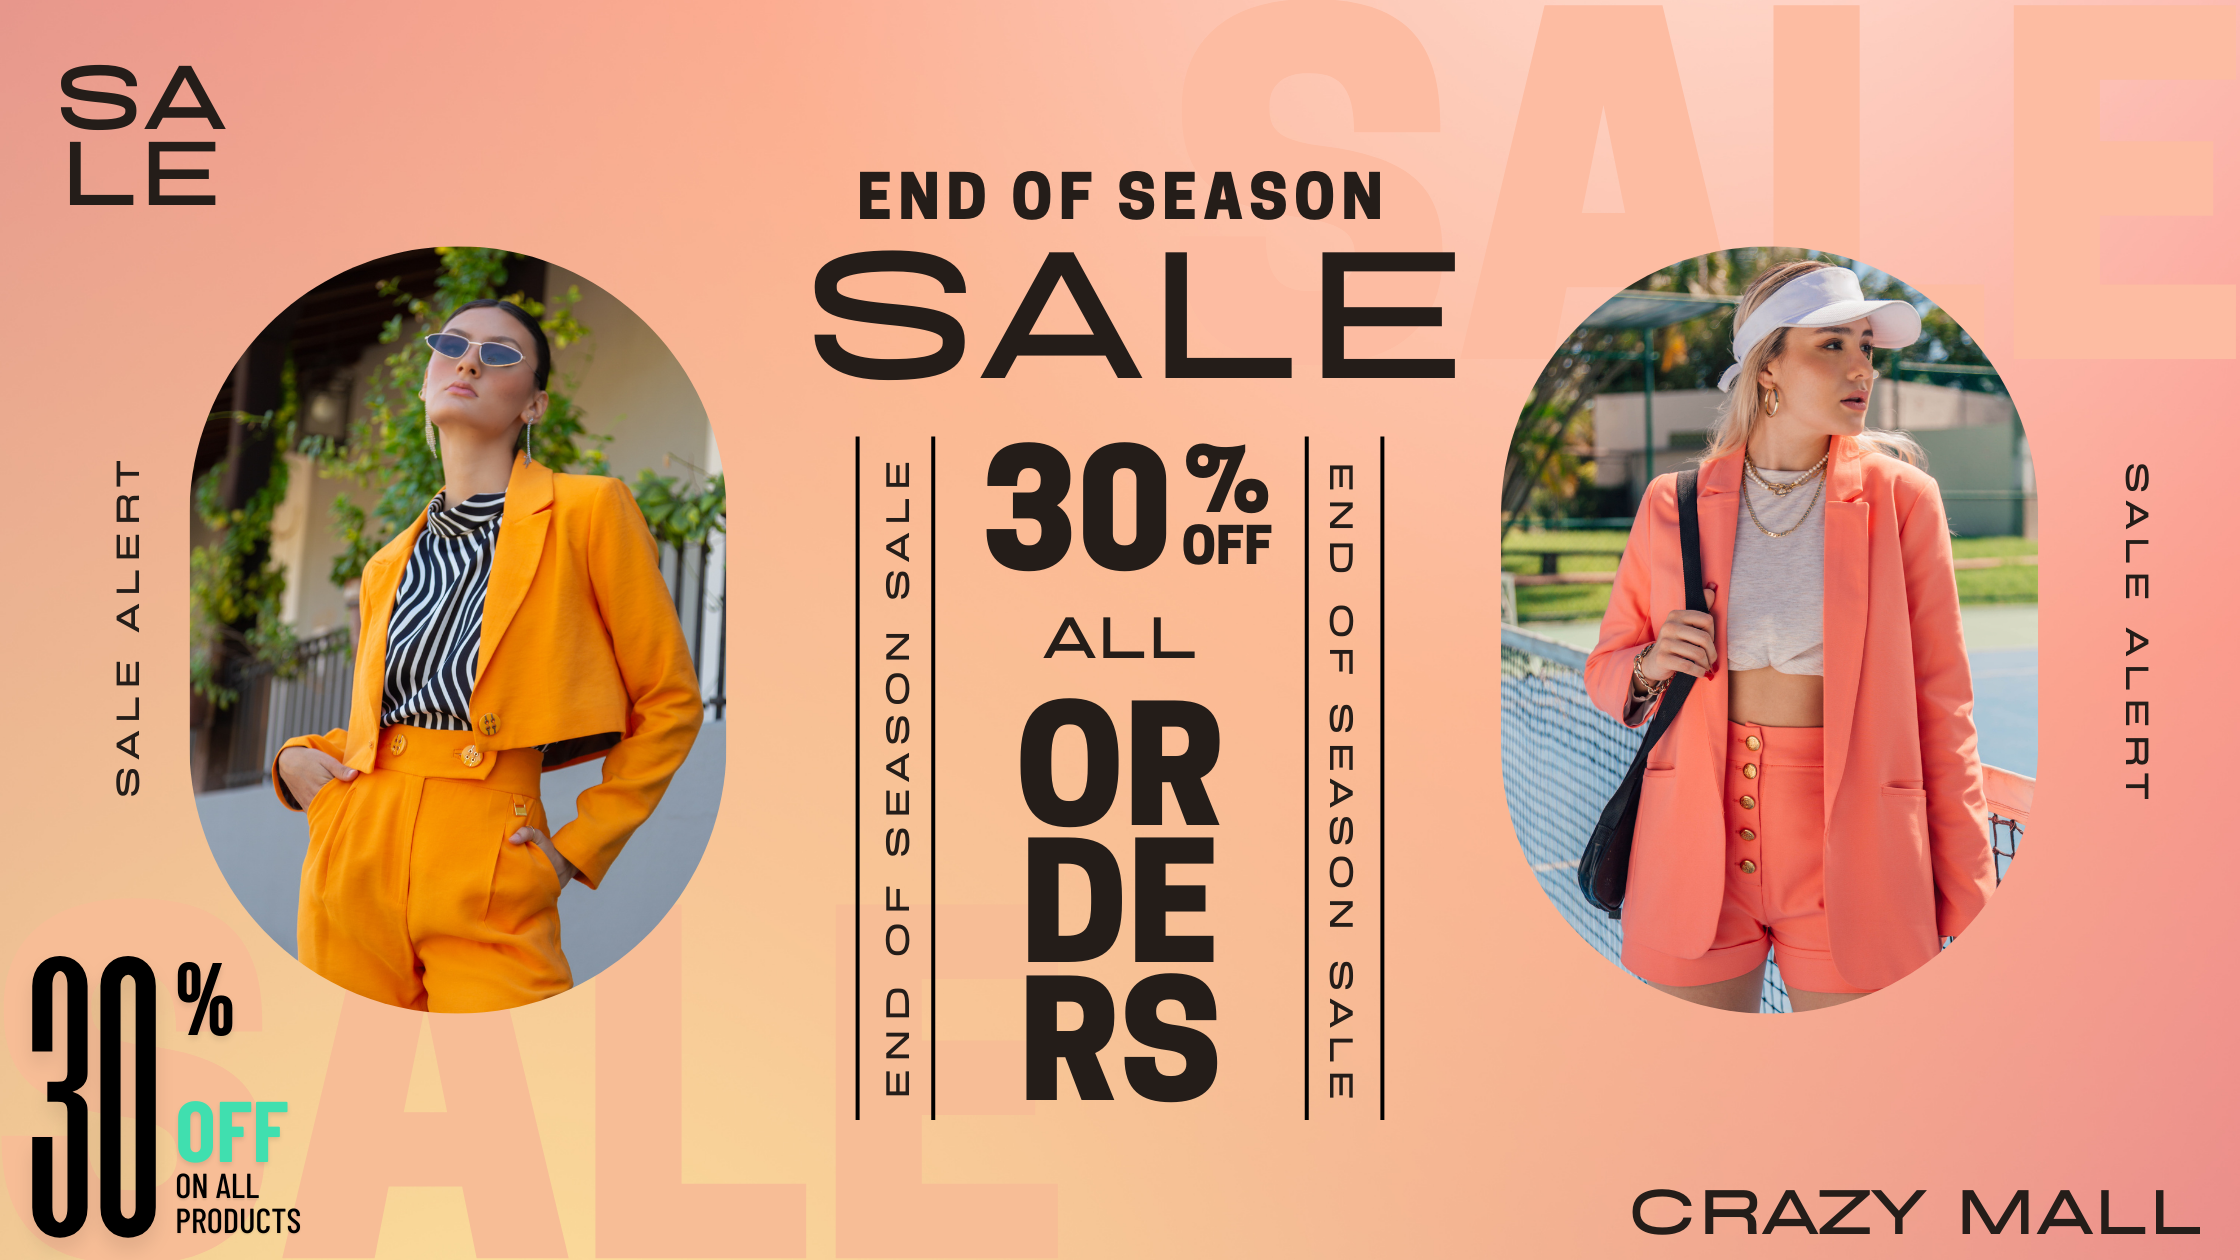 SA
LE
SALE
END OF SEASON
SALE
SALE ALERT
END OF SEASON SALE
30%
OFF
ALL
OR
DE
RS
END OF SEASON SALE
SALE ALERT
SALE
30%
OFF
ON ALL
PRODUCTS
CRAZY MALL